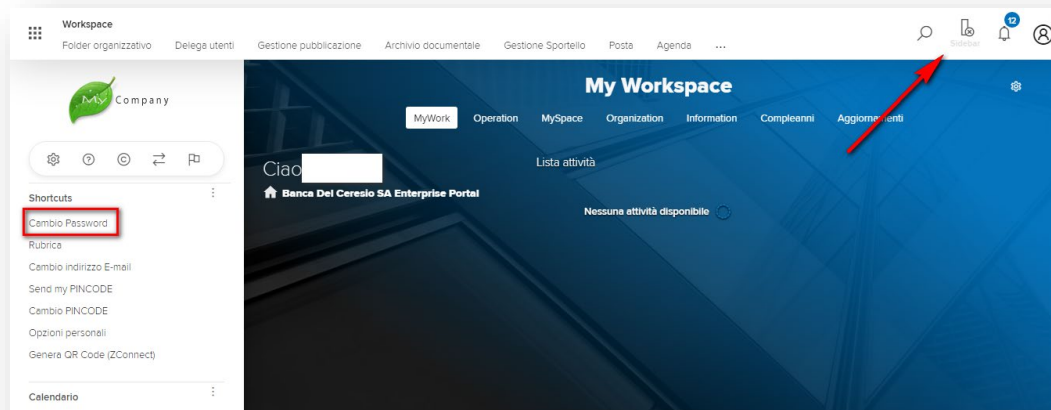 Workspace
Folder organizzativo Delega utenti Gestione pubblicazione Archivio documentale Gestione Sportello Posta Agenda ...
Sidebar
12
My Company
My Workspace
MyWork Operation MySpace Organization Information Compleanni Aggiornamenti
Ciao
Lista attività
Banca Del Ceresio SA Enterprise Portal
Nessuna attività disponibile
Shortcuts
Cambio Password
Rubrica
Cambio indirizzo E-mail
Send my PINCODE
Cambio PINCODE
Opzioni personali
Genera QR Code (ZConnect)
Calendario